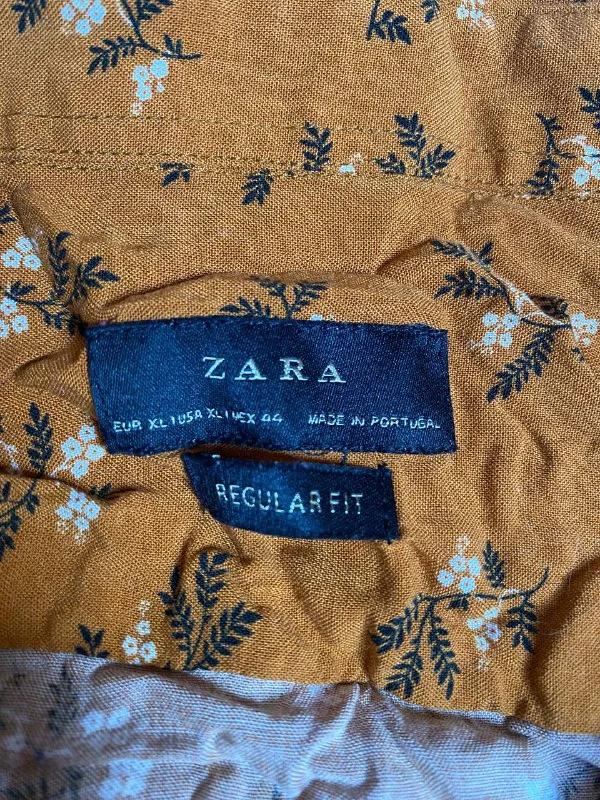 ZARA
EUR XL | USA XL | MEX 44 MADE IN PORTUGAL
REGULAR FIT